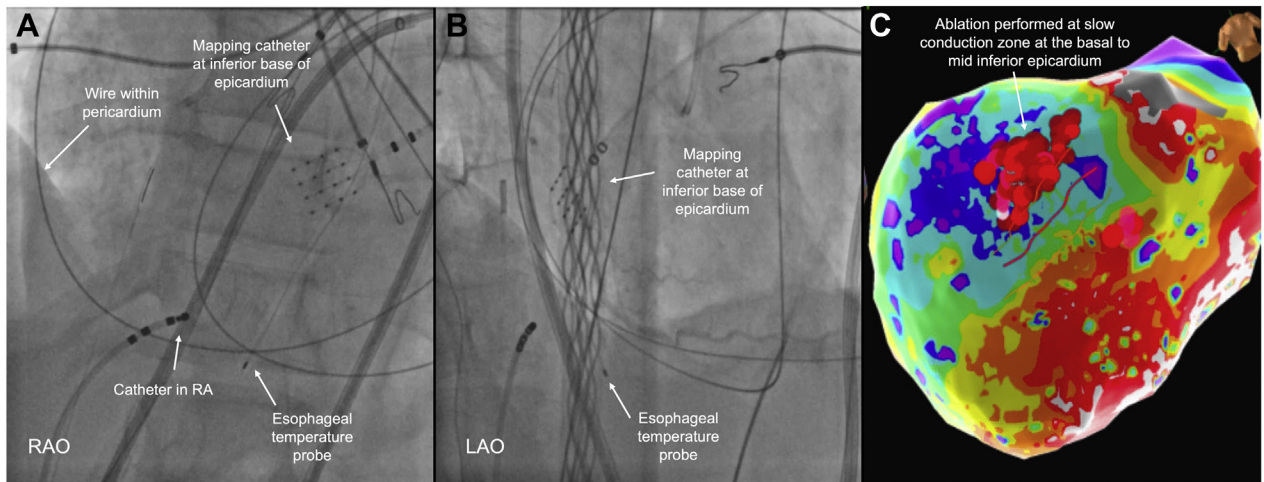 A
Mapping catheter
at inferior base of
epicardium
Wire within
pericardium
Catheter in RA
Esophageal
temperature
probe
RAO
B
Mapping
catheter at
inferior base of
epicardium
Esophageal
temperature
probe
LAO
C
Ablation performed at slow
conduction zone at the basal to
mid inferior epicardium